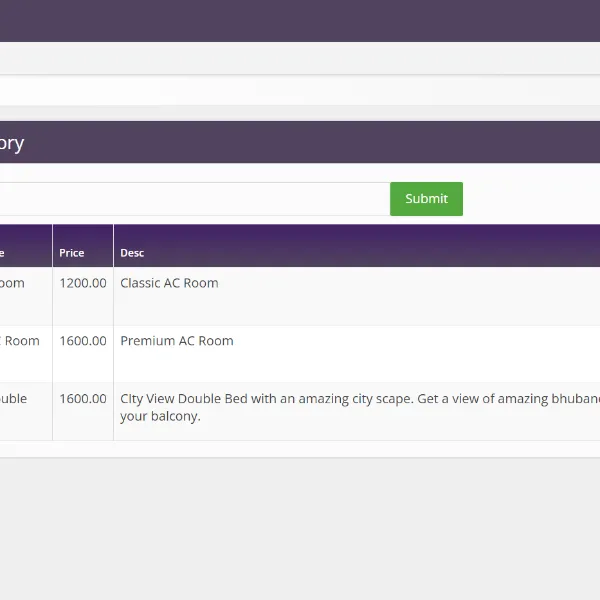 ory
Submit
e Price Desc
oom 1200.00 Classic AC Room
Room 1600.00 Premium AC Room
uble 1600.00 CIty View Double Bed with an amazing city scape. Get a view of amazing bhuban
your balcony.